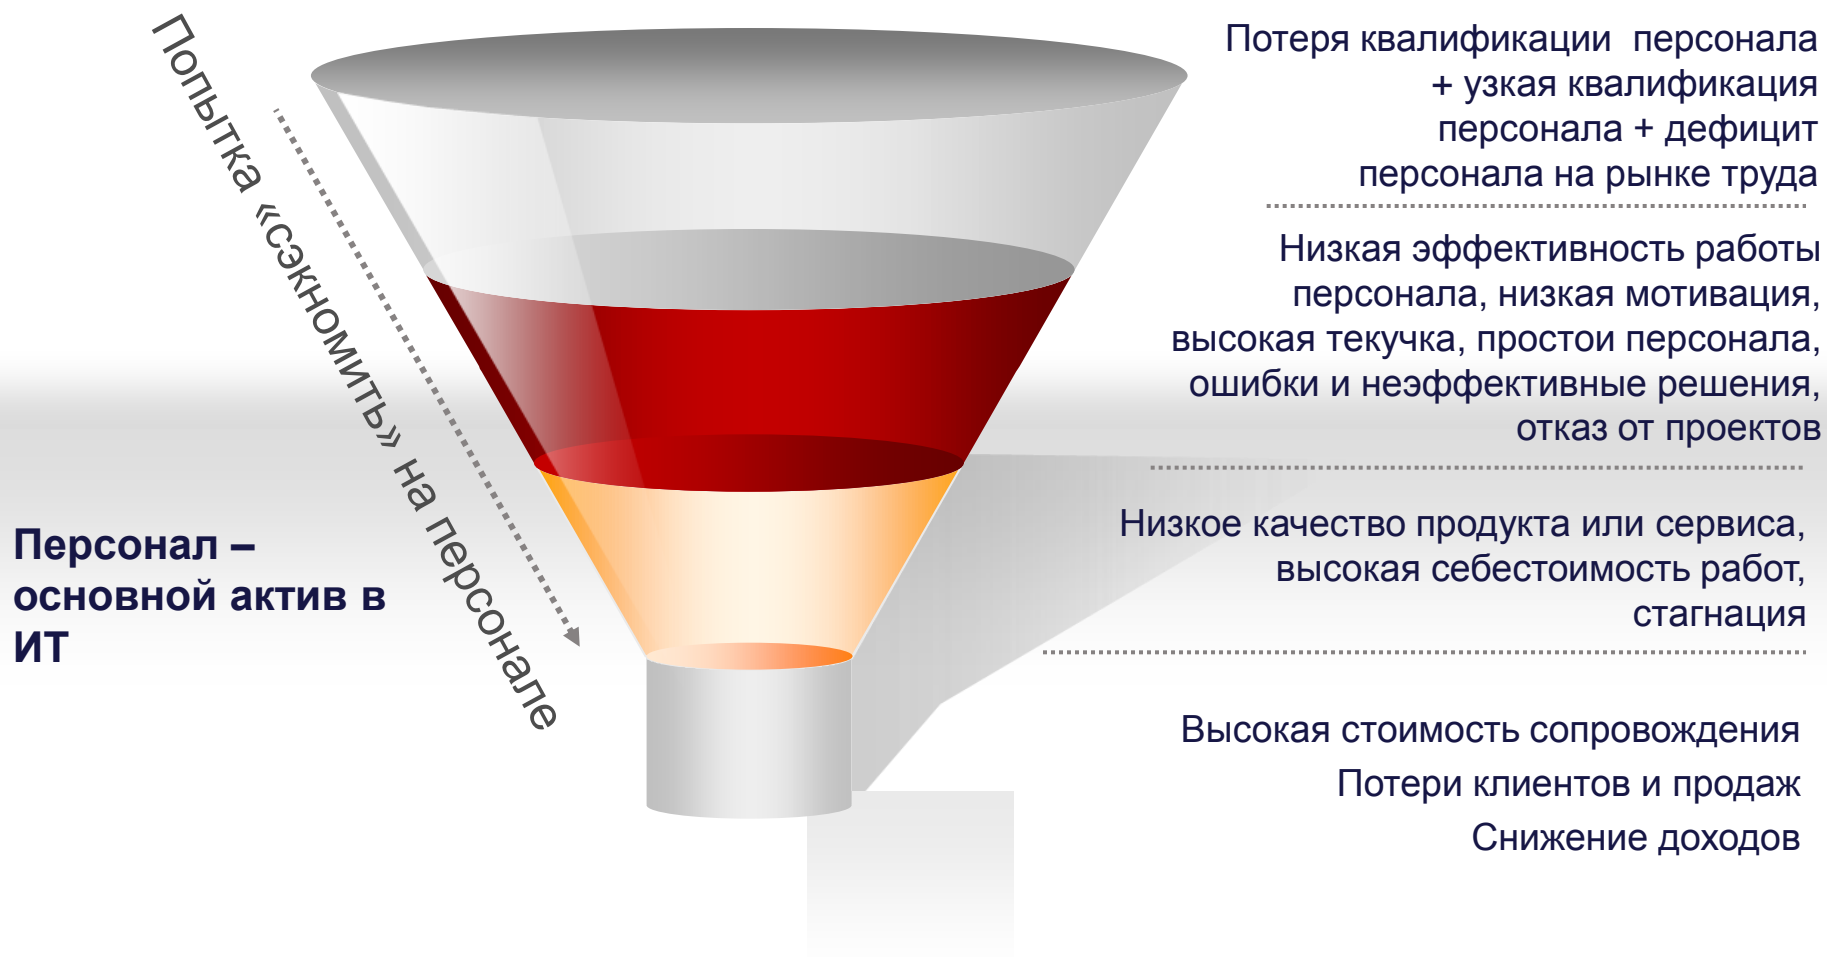 Попытка «сэкномить» на персонале
Потеря квалификации персонала
+ узкая квалификация
персонала + дефицит
персонала на рынке труда
Низкая эффективность работы
персонала, низкая мотивация,
высокая текучка, простои персонала,
ошибки и неэффективные решения,
отказ от проектов
Персонал –
основной актив в
ИТ
Низкое качество продукта или сервиса,
высокая себестоимость работ,
стагнация
Высокая стоимость сопровождения
Потери клиентов и продаж
Снижение доходов